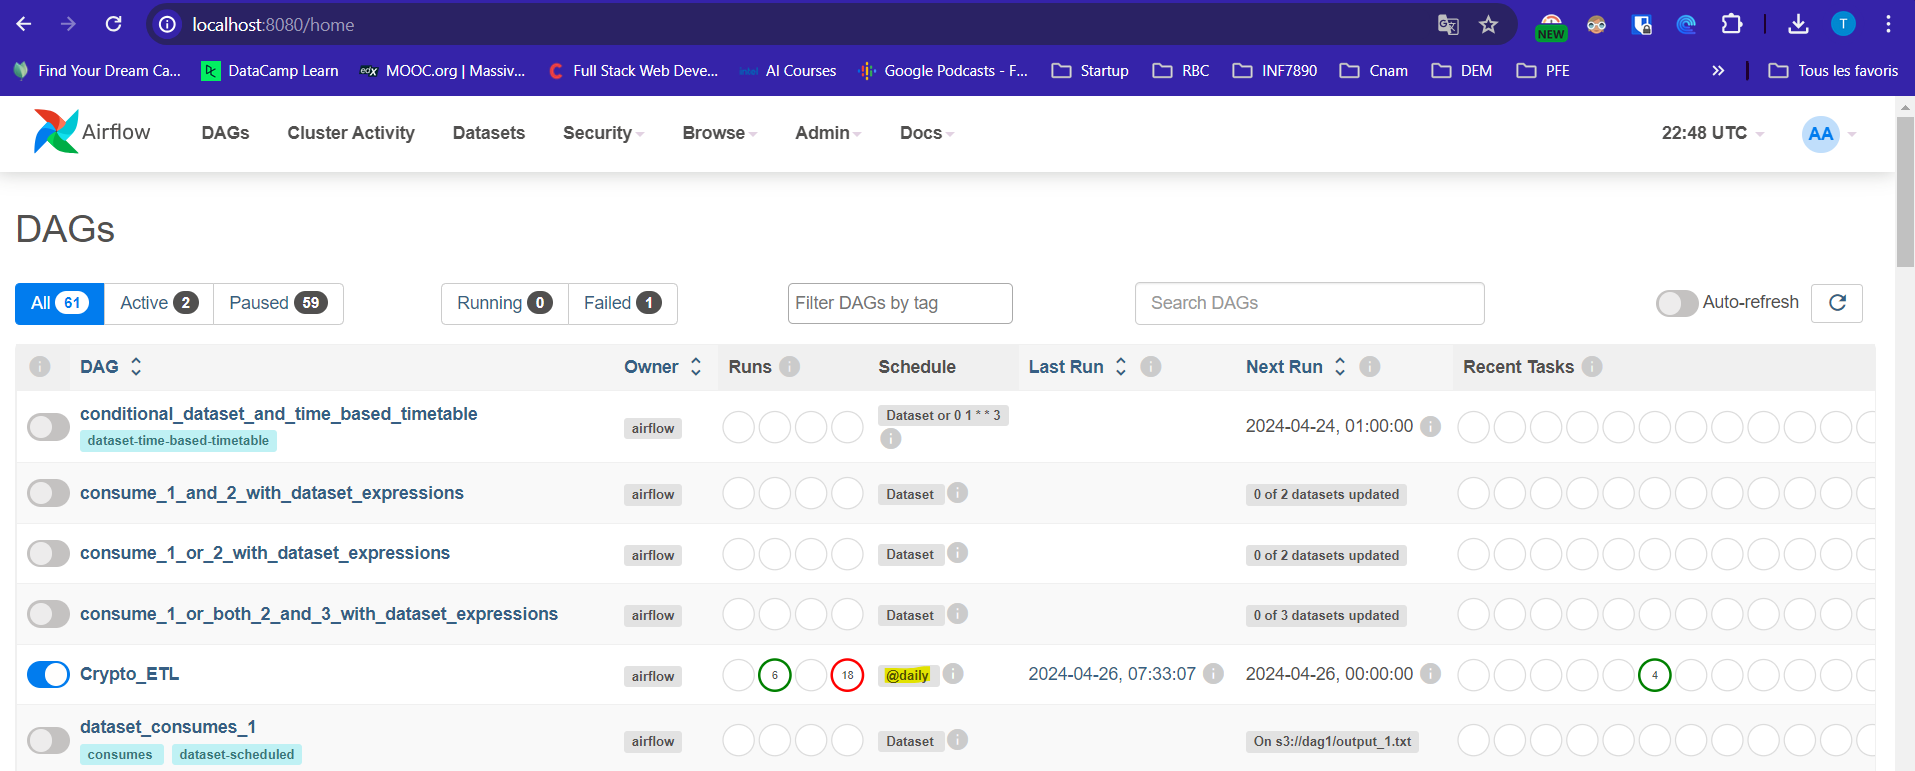 localhost:8080/home
NEW
T
Find Your Dream Ca...
DC DataCamp Learn
edX MOOC.org | Massiv...
C Full Stack Web Deve...
intel AI Courses
Google Podcasts - F...
Startup
RBC
INF7890
Cnam
DEM
PFE
»
Tous les favoris
Airflow
DAGs
Cluster Activity
Datasets
Security
Browse
Admin
Docs
22:48 UTC
AA
DAGs
All 61
Active 2
Paused 59
Running 0
Failed 1
Filter DAGs by tag
Search DAGs
Auto-refresh
i DAG Owner Runs i Schedule Last Run i Next Run i Recent Tasks i
conditional_dataset_and_time_based_timetable
dataset-time-based-timetable
airflow
Dataset or 0 1 * * 3
i
2024-04-24, 01:00:00 i
consume_1_and_2_with_dataset_expressions airflow Dataset i 0 of 2 datasets updated
consume_1_or_2_with_dataset_expressions airflow Dataset i 0 of 2 datasets updated
consume_1_or_both_2_and_3_with_dataset_expressions airflow Dataset i 0 of 3 datasets updated
Crypto_ETL airflow 6 18 @daily i 2024-04-26, 07:33:07 i 2024-04-26, 00:00:00 i 4
dataset_consumes_1
consumes dataset-scheduled
airflow Dataset i On s3://dag1/output_1.txt